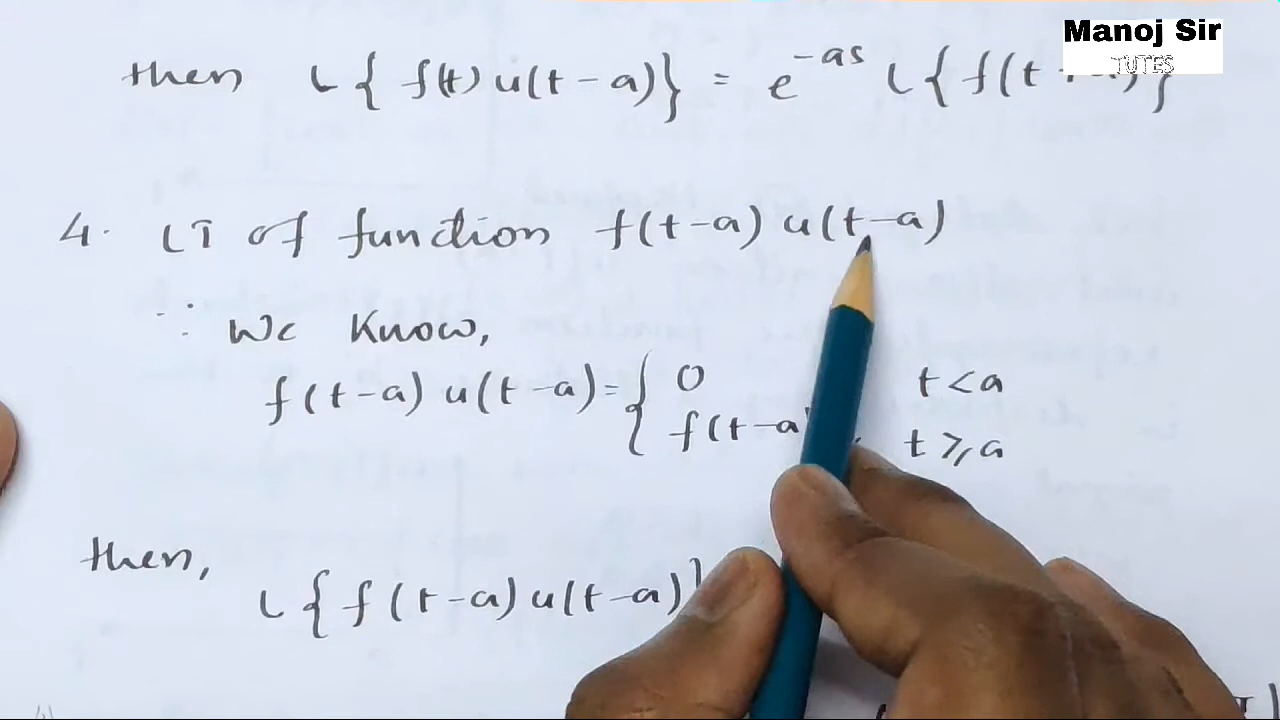 Manoj Sir
TUTES
then L{ f(t) u(t-a)} = e^{-as} L{ f(t
4. LT of function f(t-a) u(t-a)
∵ We Know,
f(t-a) u(t-a) = { 0 t<a
f(t-a t⩾a
then,
L{ f(t-a) u(t-a)}